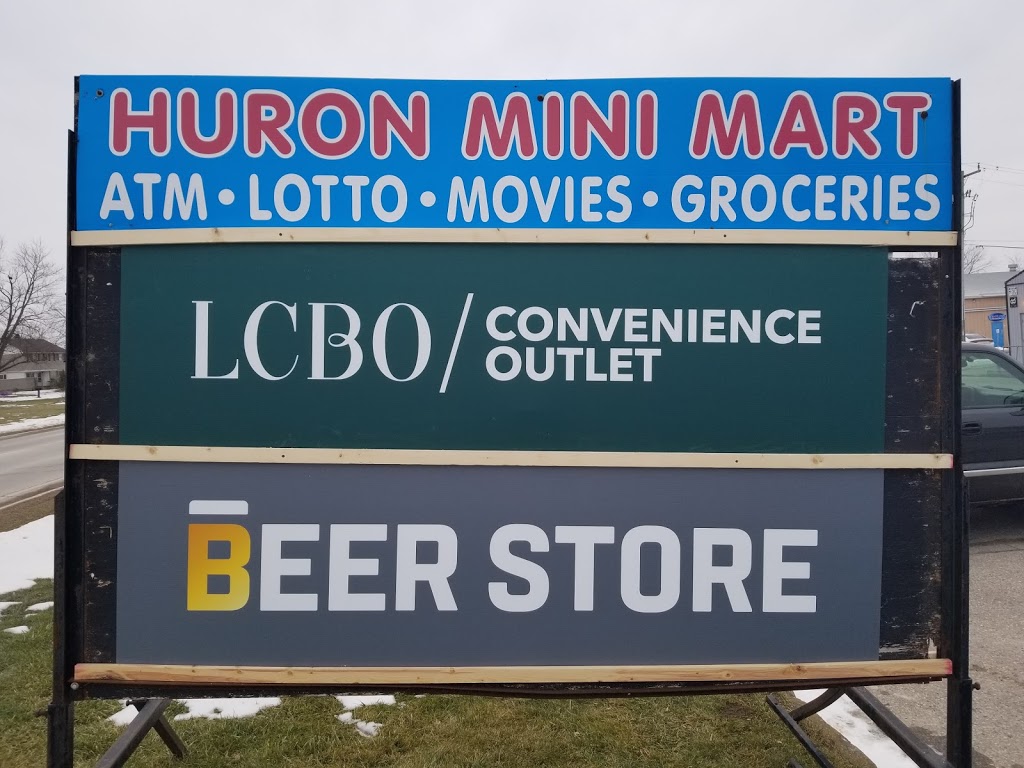 HURON MINI MART
ATM • LOTTO • MOVIES • GROCERIES
LCBO/ CONVENIENCE
OUTLET
BEER STORE